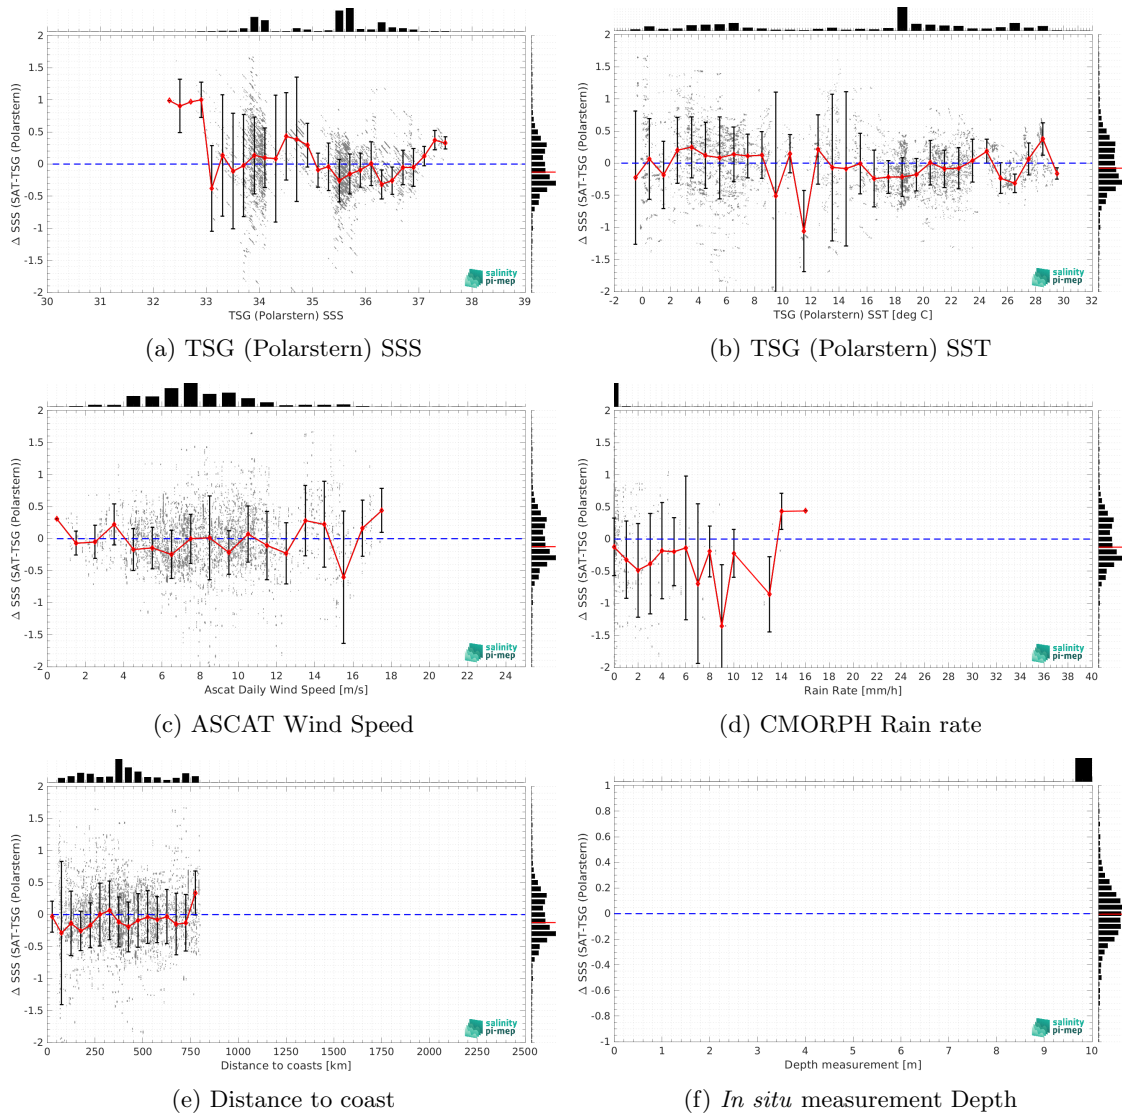 2
1.5
1
0.5
0
-0.5
-1
-1.5
-2
Δ SSS (SAT-TSG (Polarstern))
30 31 32 33 34 35 36 37 38 39
TSG (Polarstern) SSS
salinity
pi-mep
(a) TSG (Polarstern) SSS
2
1.5
1
0.5
0
-0.5
-1
-1.5
-2
Δ SSS (SAT-TSG (Polarstern))
-2 0 2 4 6 8 10 12 14 16 18 20 22 24 26 28 30 32
TSG (Polarstern) SST [deg C]
salinity
pi-mep
(b) TSG (Polarstern) SST
2
1.5
1
0.5
0
-0.5
-1
-1.5
-2
Δ SSS (SAT-TSG (Polarstern))
0 2 4 6 8 10 12 14 16 18 20 22 24
Ascat Daily Wind Speed [m/s]
salinity
pi-mep
(c) ASCAT Wind Speed
2
1.5
1
0.5
0
-0.5
-1
-1.5
-2
Δ SSS (SAT-TSG (Polarstern))
0 2 4 6 8 10 12 14 16 18 20 22 24 26 28 30 32 34 36 38 40
Rain Rate [mm/h]
salinity
pi-mep
(d) CMORPH Rain rate
2
1.5
1
0.5
0
-0.5
-1
-1.5
-2
Δ SSS (SAT-TSG (Polarstern))
0 250 500 750 1000 1250 1500 1750 2000 2250 2500
Distance to coasts [km]
salinity
pi-mep
(e) Distance to coast
1
0.8
0.6
0.4
0.2
0
-0.2
-0.4
-0.6
-0.8
-1
Δ SSS (SAT-TSG (Polarstern))
0 1 2 3 4 5 6 7 8 9 10
Depth measurement [m]
salinity
pi-mep
(f) In situ measurement Depth